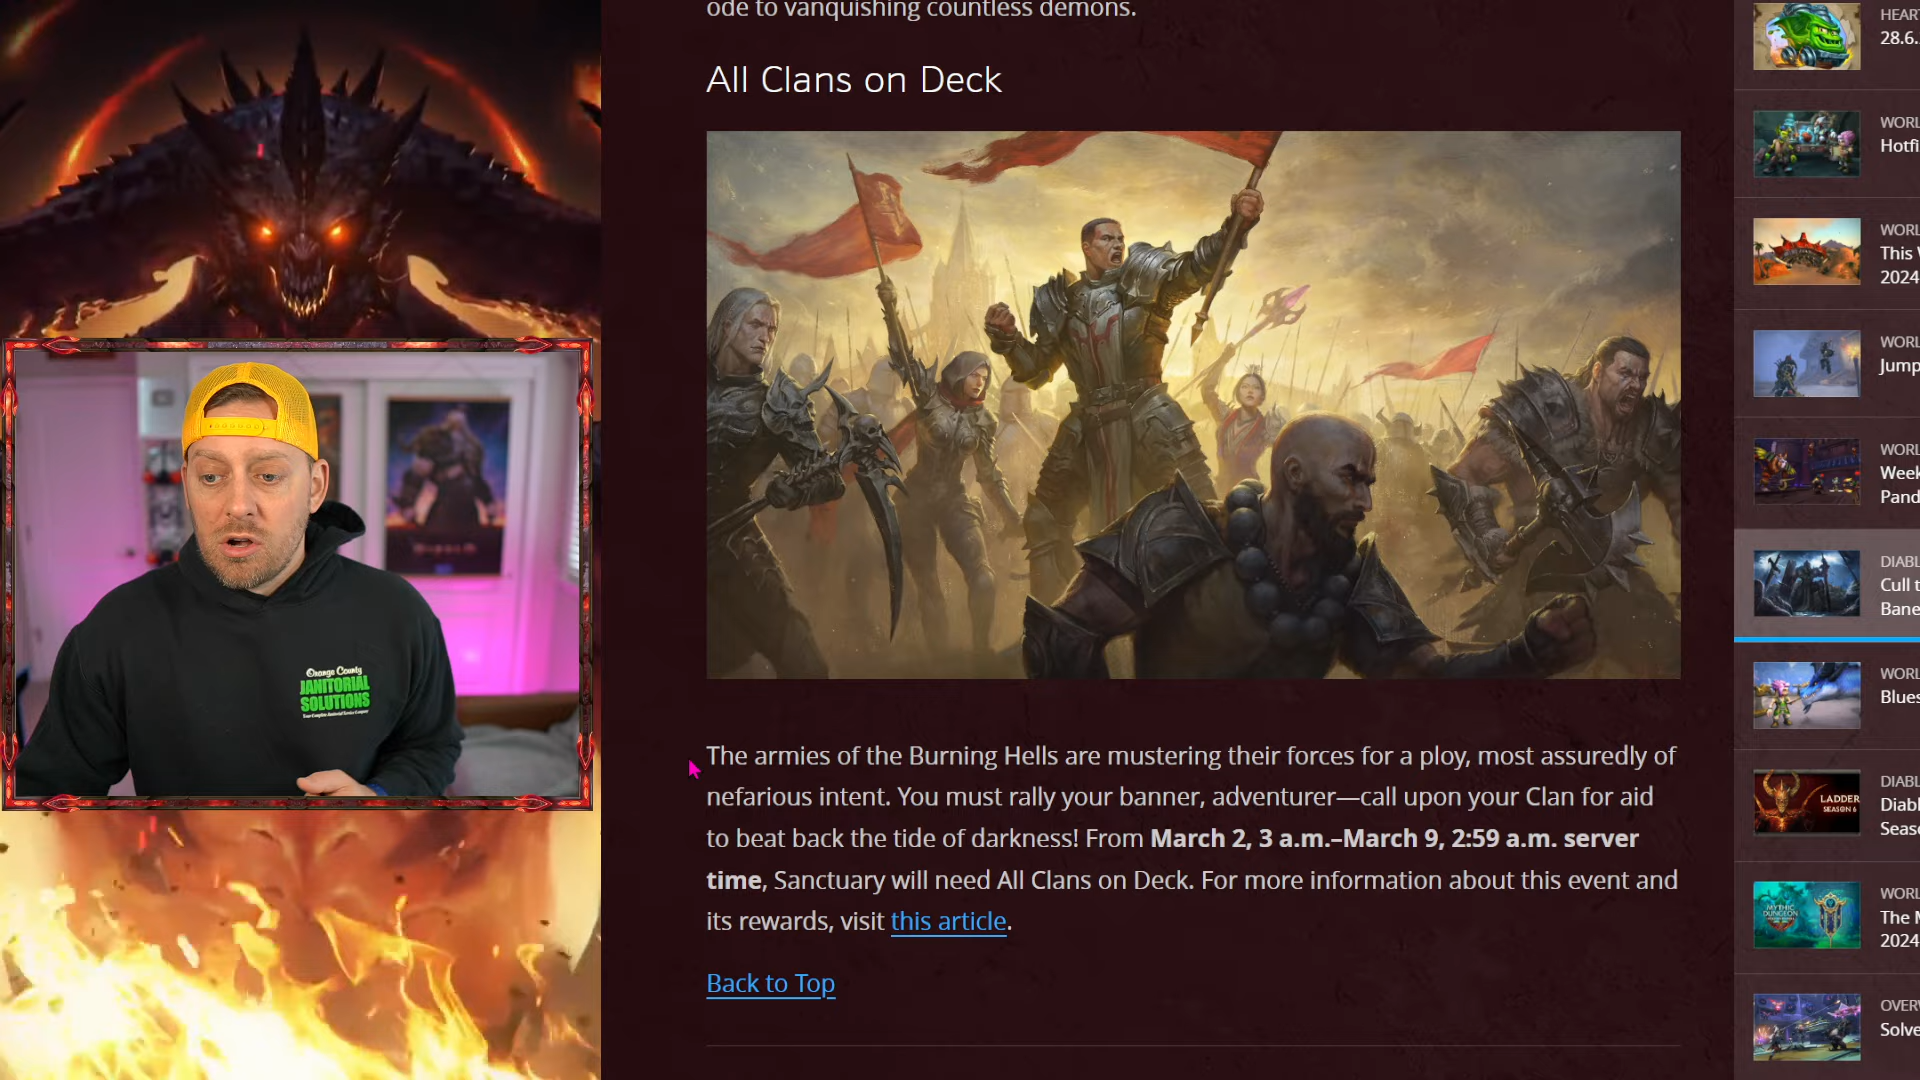 ode to vanquishing countless demons.
All Clans on Deck
The armies of the Burning Hells are mustering their forces for a ploy, most assuredly of
nefarious intent. You must rally your banner, adventurer—call upon your Clan for aid
to beat back the tide of darkness! From March 2, 3 a.m.–March 9, 2:59 a.m. server
time, Sanctuary will need All Clans on Deck. For more information about this event and
its rewards, visit this article.
Back to Top
Orange County
JANITORIAL
SOLUTIONS
DIABLO
HEAR
28.6.
WORL
Hotfi
WORL
This W
2024
WORL
Jump
WORL
Week
Pand
DIABL
Cull t
Bane
WORL
Blues
LADDER
SEASON 6
DIABL
Diabl
Seas
MYTHIC
DUNGEON
WORL
The M
2024
OVER
Solve